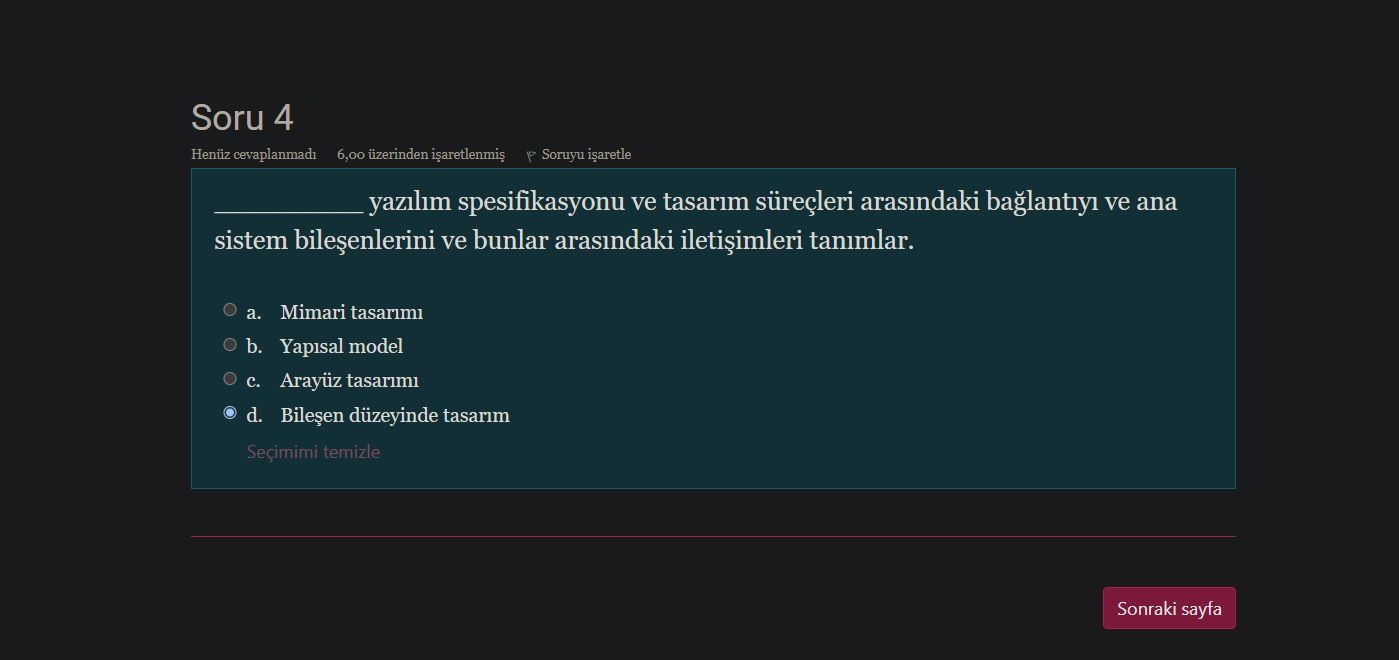 Soru 4
Henüz cevaplanmadı 6,00 üzerinden işaretlenmiş Soruyu işaretle
____________ yazılım spesifikasyonu ve tasarım süreçleri arasındaki bağlantıyı ve ana
sistem bileşenlerini ve bunlar arasındaki iletişimleri tanımlar.
a. Mimari tasarımı
b. Yapısal model
c. Arayüz tasarımı
d. Bileşen düzeyinde tasarım
Seçimimi temizle
Sonraki sayfa